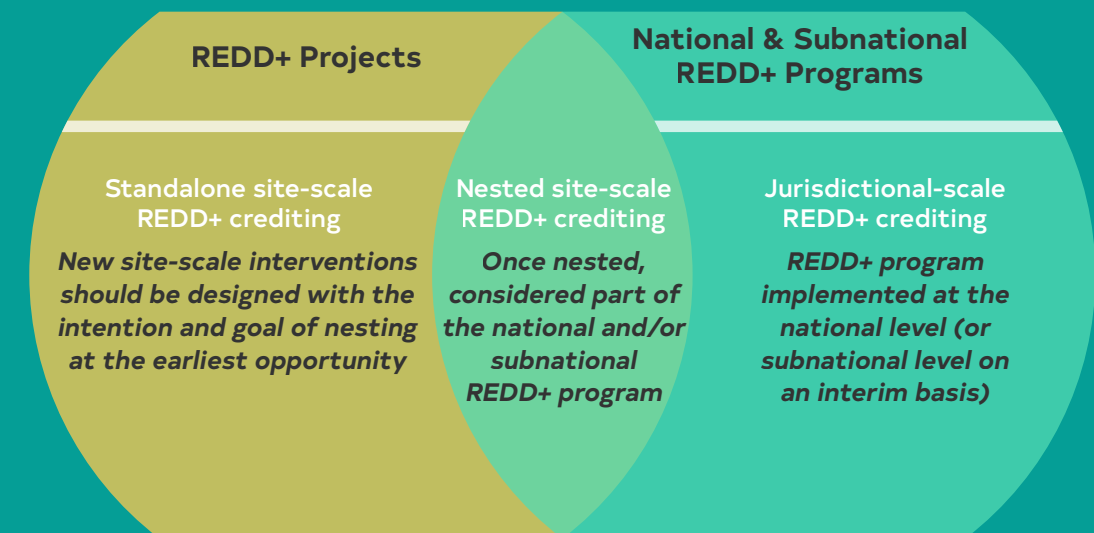 REDD+ Projects
National & Subnational
REDD+ Programs
Standalone site-scale
REDD+ crediting
New site-scale interventions
should be designed with the
intention and goal of nesting
at the earliest opportunity
Nested site-scale
REDD+ crediting
Once nested,
considered part of
the national and/or
subnational
REDD+ program
Jurisdictional-scale
REDD+ crediting
REDD+ program
implemented at the
national level (or
subnational level on
an interim basis)